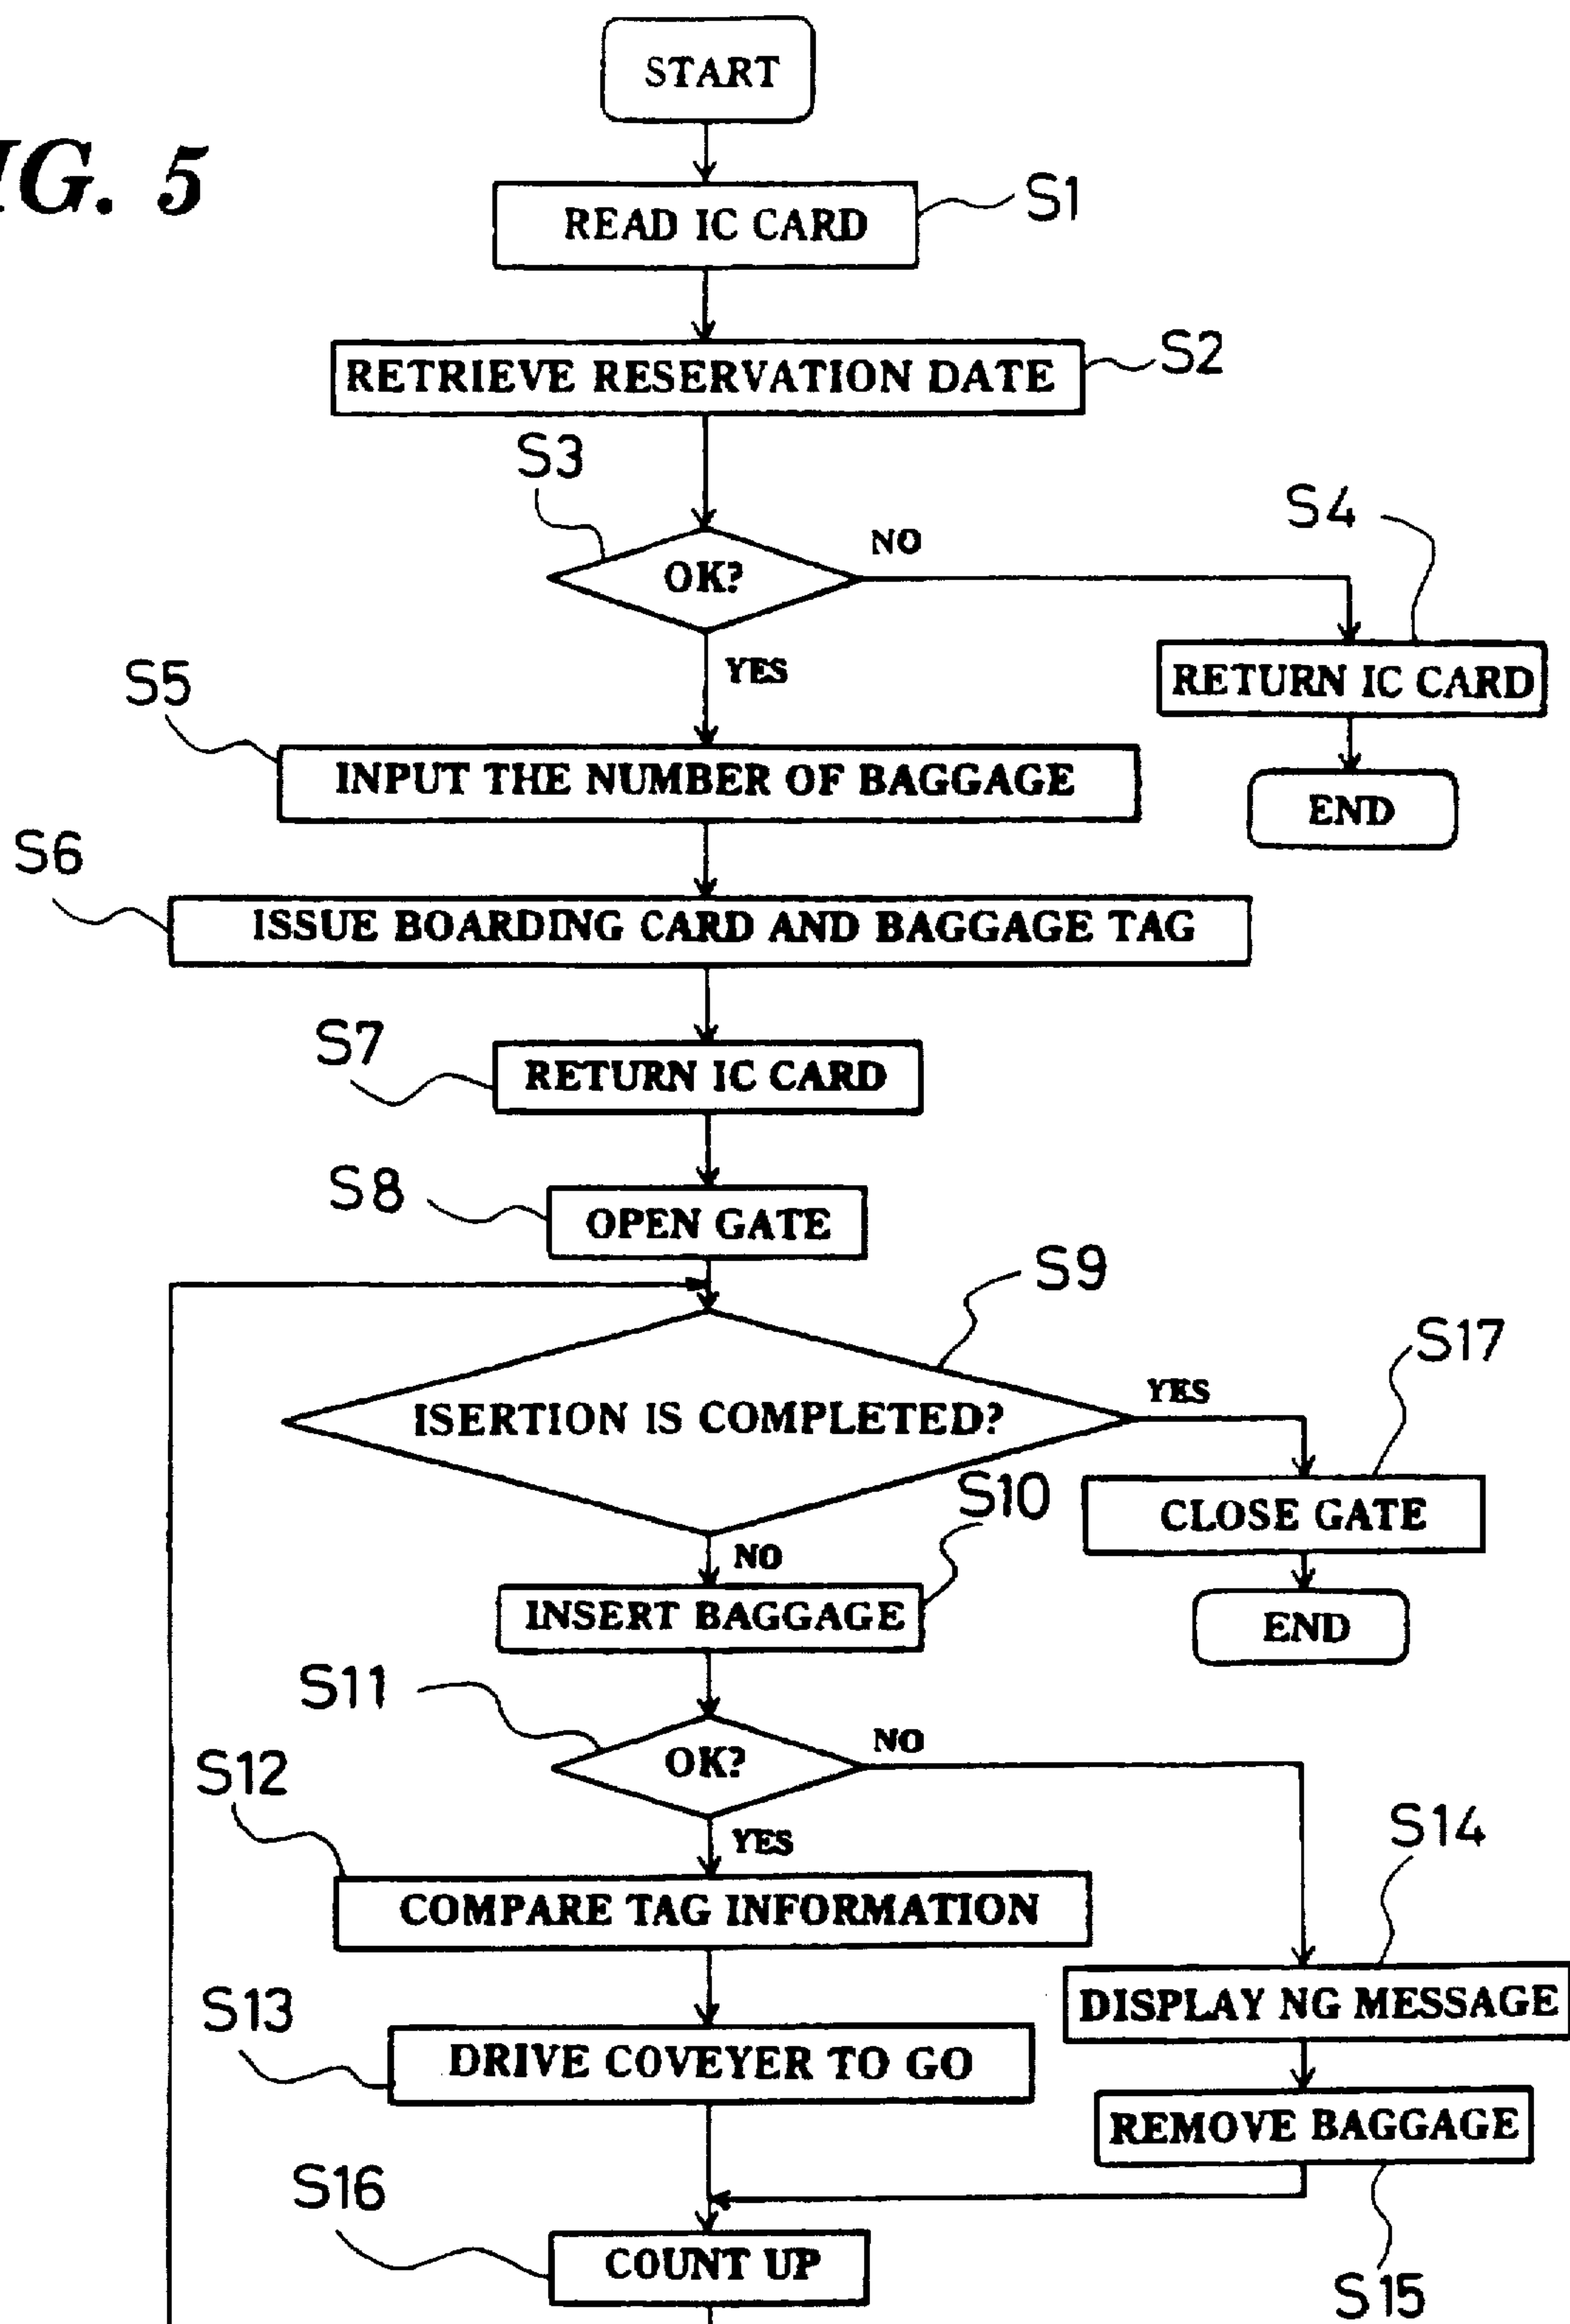 IG. 5
START
READ IC CARD
S1
RETRIEVE RESERVATION DATE
S2
S3
OK?
NO
S4
YES
RETURN IC CARD
END
S5
INPUT THE NUMBER OF BAGGAGE
S6
ISSUE BOARDING CARD AND BAGGAGE TAG
S7
RETURN IC CARD
S8
OPEN GATE
S9
ISERTION IS COMPLETED?
YES
S17
CLOSE GATE
END
NO
S10
INSERT BAGGAGE
S11
OK?
NO
YES
S12
COMPARE TAG INFORMATION
S14
DISPLAY NG MESSAGE
S13
DRIVE COVEYER TO GO
REMOVE BAGGAGE
S15
S16
COUNT UP